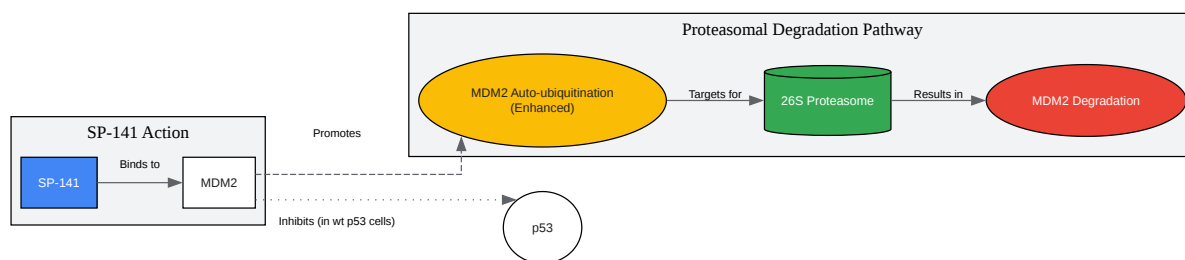 Proteasomal Degradation Pathway
MDM2 Auto-ubiquitination
(Enhanced)
Targets for
26S Proteasome
Results in
MDM2 Degradation
SP-141 Action
Promotes
SP-141
Binds to
MDM2
Inhibits (in wt p53 cells)
p53